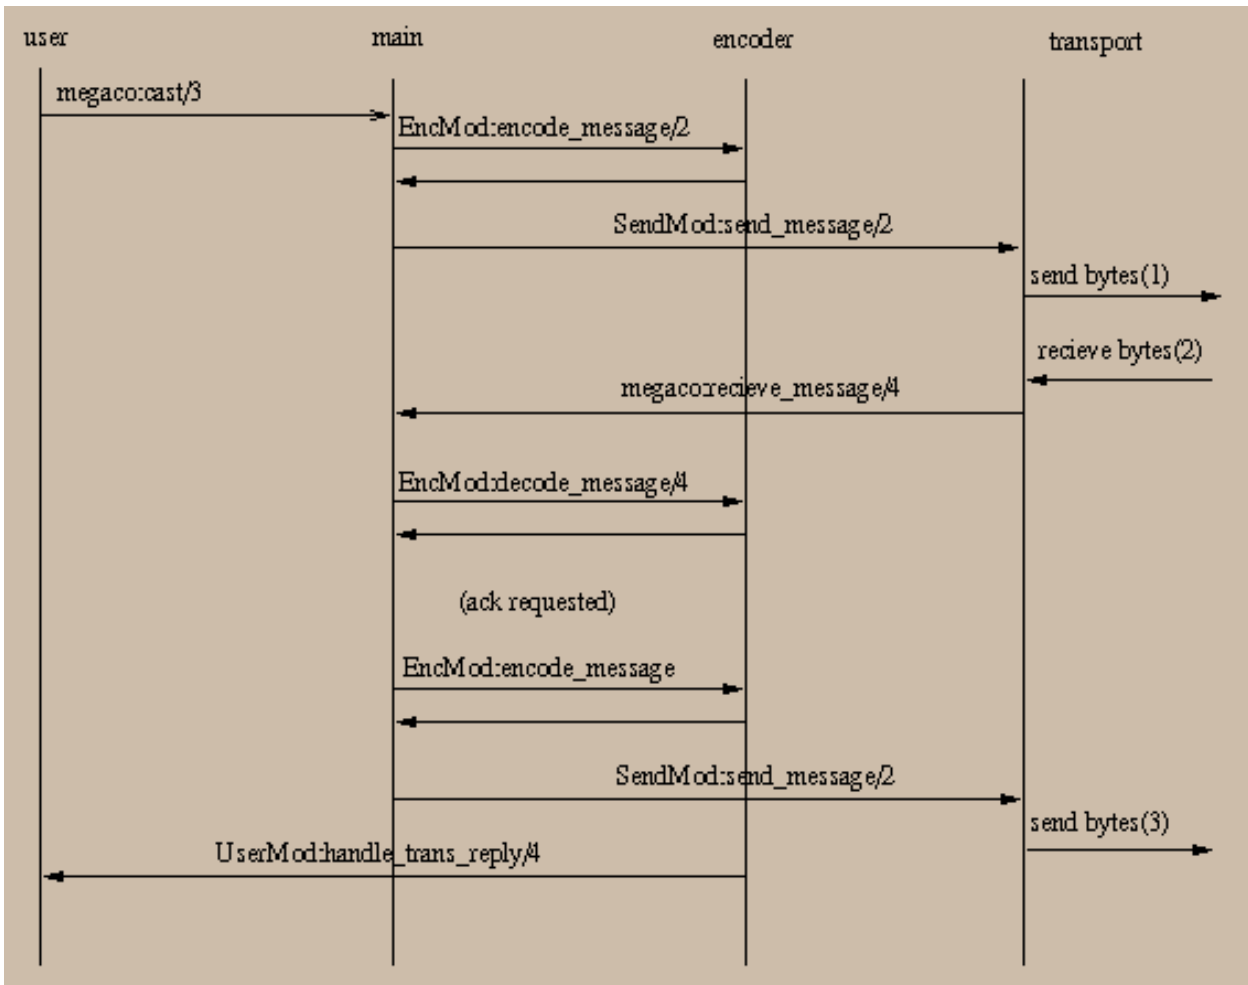 user
main
encoder
transport
megaco:cast/3
EncMod:encode_message/2
SendMod:send_message/2
send bytes(1)
recieve bytes(2)
megaco:recieve_message/4
EncMod:decode_message/4
(ack requested)
EncMod:encode_message
SendMod:send_message/2
send bytes(3)
UserMod:handle_trans_reply/4